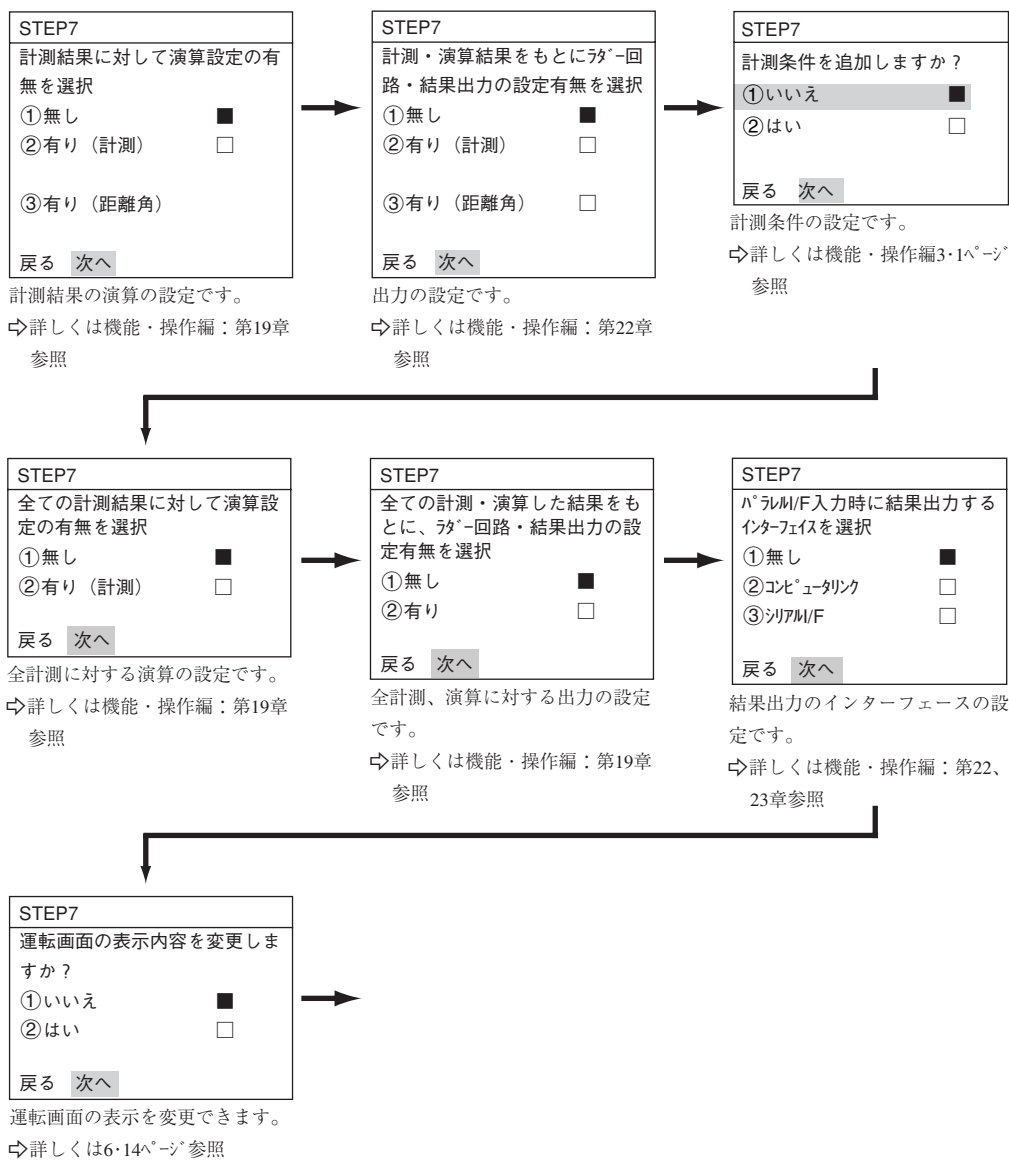 STEP7
計測結果に対して演算設定の有
無を選択
①無し ■
②有り（計測） □
③有り（距離角）
戻る 次へ
計測結果の演算の設定です。
⇨詳しくは機能・操作編：第19章
参照
STEP7
計測・演算結果をもとにﾗﾀﾞｰ回
路・結果出力の設定有無を選択
①無し ■
②有り（計測） □
③有り（距離角） □
戻る 次へ
出力の設定です。
⇨詳しくは機能・操作編：第22章
参照
STEP7
計測条件を追加しますか？
①いいえ ■
②はい □
戻る 次へ
計測条件の設定です。
⇨詳しくは機能・操作編3･1ﾍﾟｰｼﾞ
参照
STEP7
全ての計測結果に対して演算設
定の有無を選択
①無し ■
②有り（計測） □
戻る 次へ
全計測に対する演算の設定です。
⇨詳しくは機能・操作編：第19章
参照
STEP7
全ての計測・演算した結果をも
とに、ﾗﾀﾞｰ回路・結果出力の設
定有無を選択
①無し ■
②有り □
戻る 次へ
全計測、演算に対する出力の設定
です。
⇨詳しくは機能・操作編：第19章
参照
STEP7
ﾊﾟﾗﾚﾙI/F入力時に結果出力する
ｲﾝﾀｰﾌｪｲｽを選択
①無し ■
②ｺﾝﾋﾟｭｰﾀﾘﾝｸ □
③ｼﾘｱﾙI/F □
戻る 次へ
結果出力のインターフェースの設
定です。
⇨詳しくは機能・操作編：第22、
23章参照
STEP7
運転画面の表示内容を変更しま
すか？
①いいえ ■
②はい □
戻る 次へ
運転画面の表示を変更できます。
⇨詳しくは6･14ﾍﾟｰｼﾞ参照